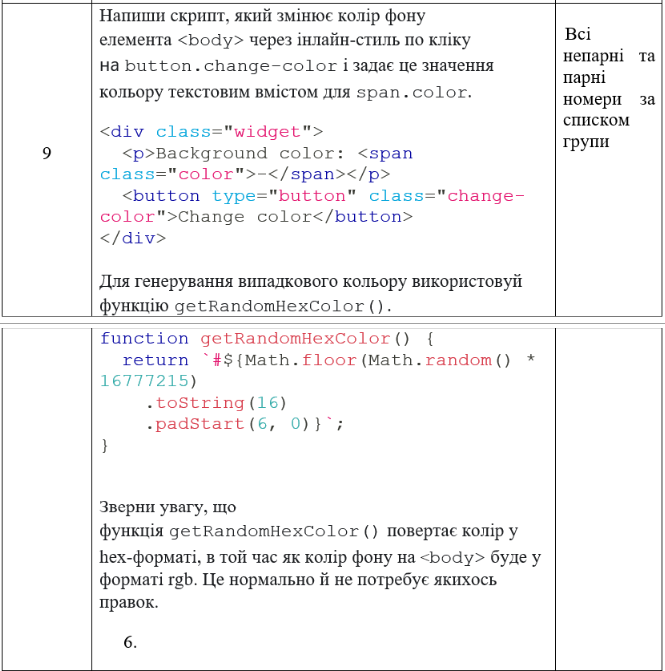 Напиши скрипт, який змінює колір фону
елемента <body> через інлайн-стиль по кліку
на button.change-color і задає це значення
кольору текстовим вмістом для span.color.
9
Всі
непарні та
парні
номери за
списком
групи
<div class="widget">
<p>Background color: <span
class="color">-</span></p>
<button type="button" class="change-
color">Change color</button>
</div>
Для генерування випадкового кольору використовуй
функцію getRandomHexColor().
function getRandomHexColor() {
return `#${Math.floor(Math.random() *
16777215)
.toString(16)
.padStart(6, 0)}`;
}
Зверни увагу, що
функція getRandomHexColor() повертає колір у
hex-форматі, в той час як колір фону на <body> буде у
форматі rgb. Це нормально й не потребує якихось
правок.
6.